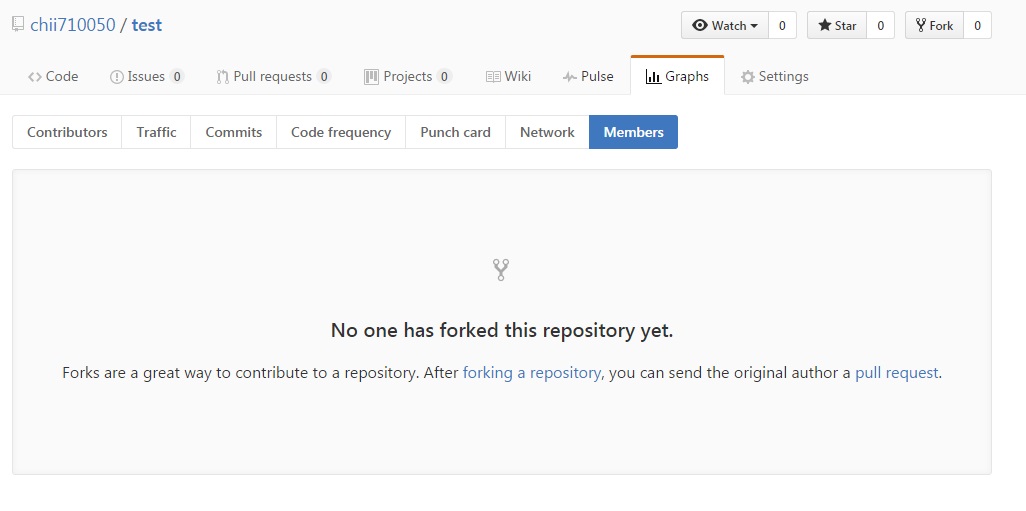 chii710050 / test Watch 0 Star 0 Fork 0
Code Issues 0 Pull requests 0 Projects 0 Wiki Pulse Graphs Settings
Contributors Traffic Commits Code frequency Punch card Network Members
No one has forked this repository yet.
Forks are a great way to contribute to a repository. After forking a repository, you can send the original author a pull request.